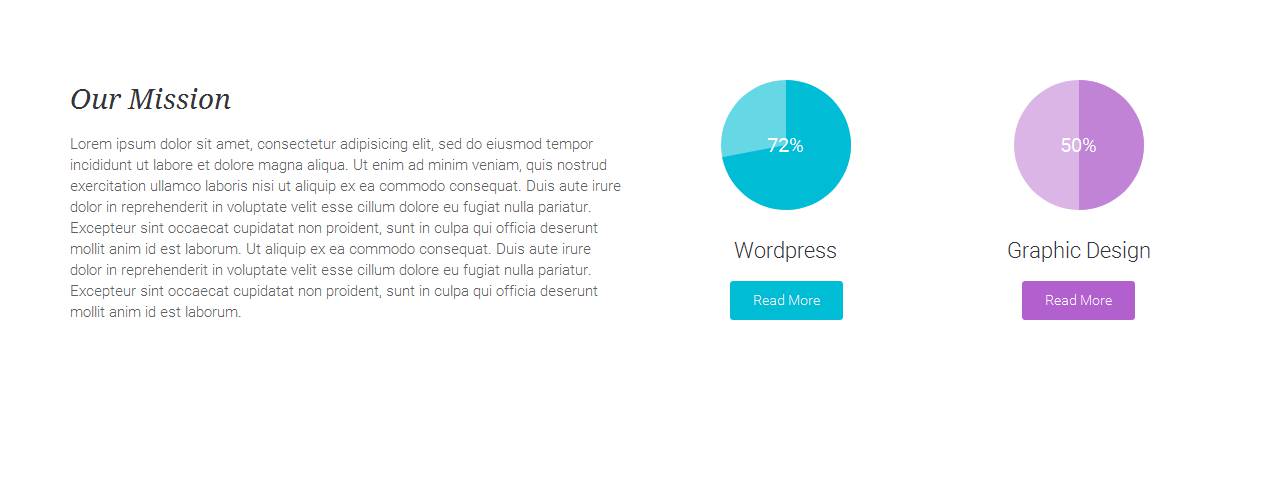 Our Mission
Lorem ipsum dolor sit amet, consectetur adipisicing elit, sed do eiusmod tempor
incididunt ut labore et dolore magna aliqua. Ut enim ad minim veniam, quis nostrud
exercitation ullamco laboris nisi ut aliquip ex ea commodo consequat. Duis aute irure
dolor in reprehenderit in voluptate velit esse cillum dolore eu fugiat nulla pariatur.
Excepteur sint occaecat cupidatat non proident, sunt in culpa qui officia deserunt
mollit anim id est laborum. Ut aliquip ex ea commodo consequat. Duis aute irure
dolor in reprehenderit in voluptate velit esse cillum dolore eu fugiat nulla pariatur.
Excepteur sint occaecat cupidatat non proident, sunt in culpa qui officia deserunt
mollit anim id est laborum.
72%
Wordpress
Read More
50%
Graphic Design
Read More